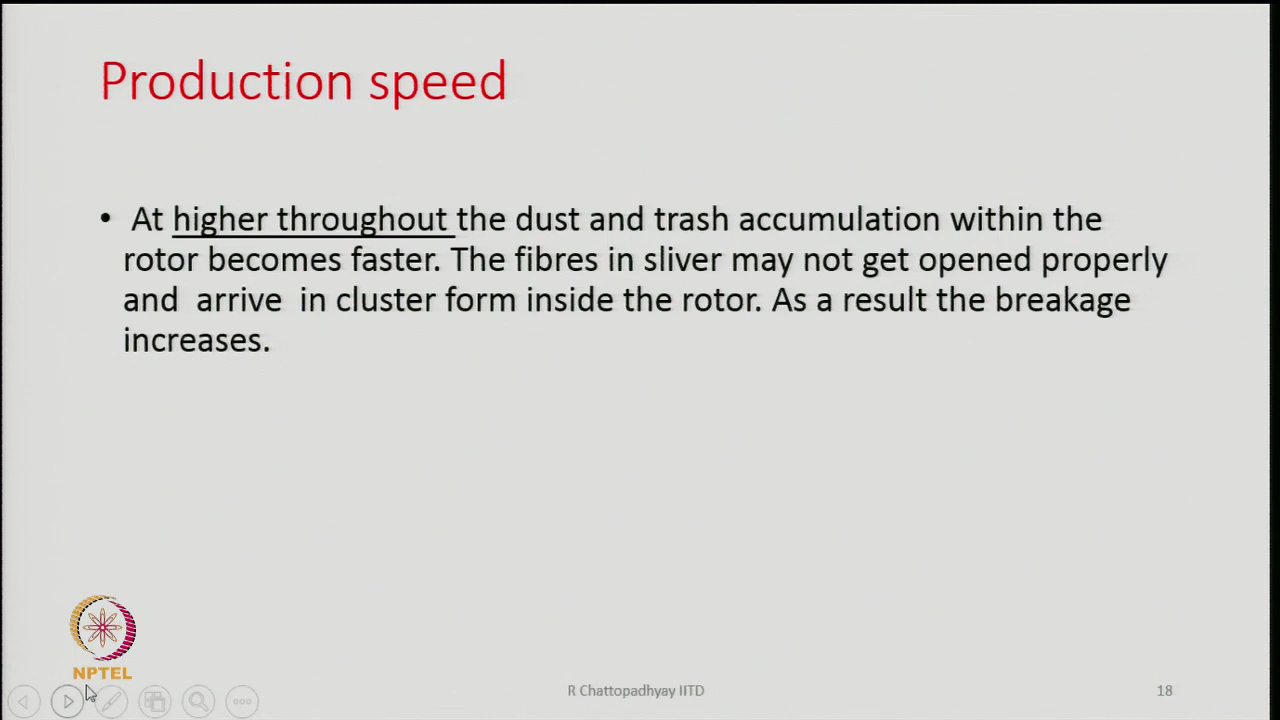 Production speed
• At higher throughout the dust and trash accumulation within the
rotor becomes faster. The fibres in sliver may not get opened properly
and arrive in cluster form inside the rotor. As a result the breakage
increases.
NPTEL
R Chattopadhyay IITD
18